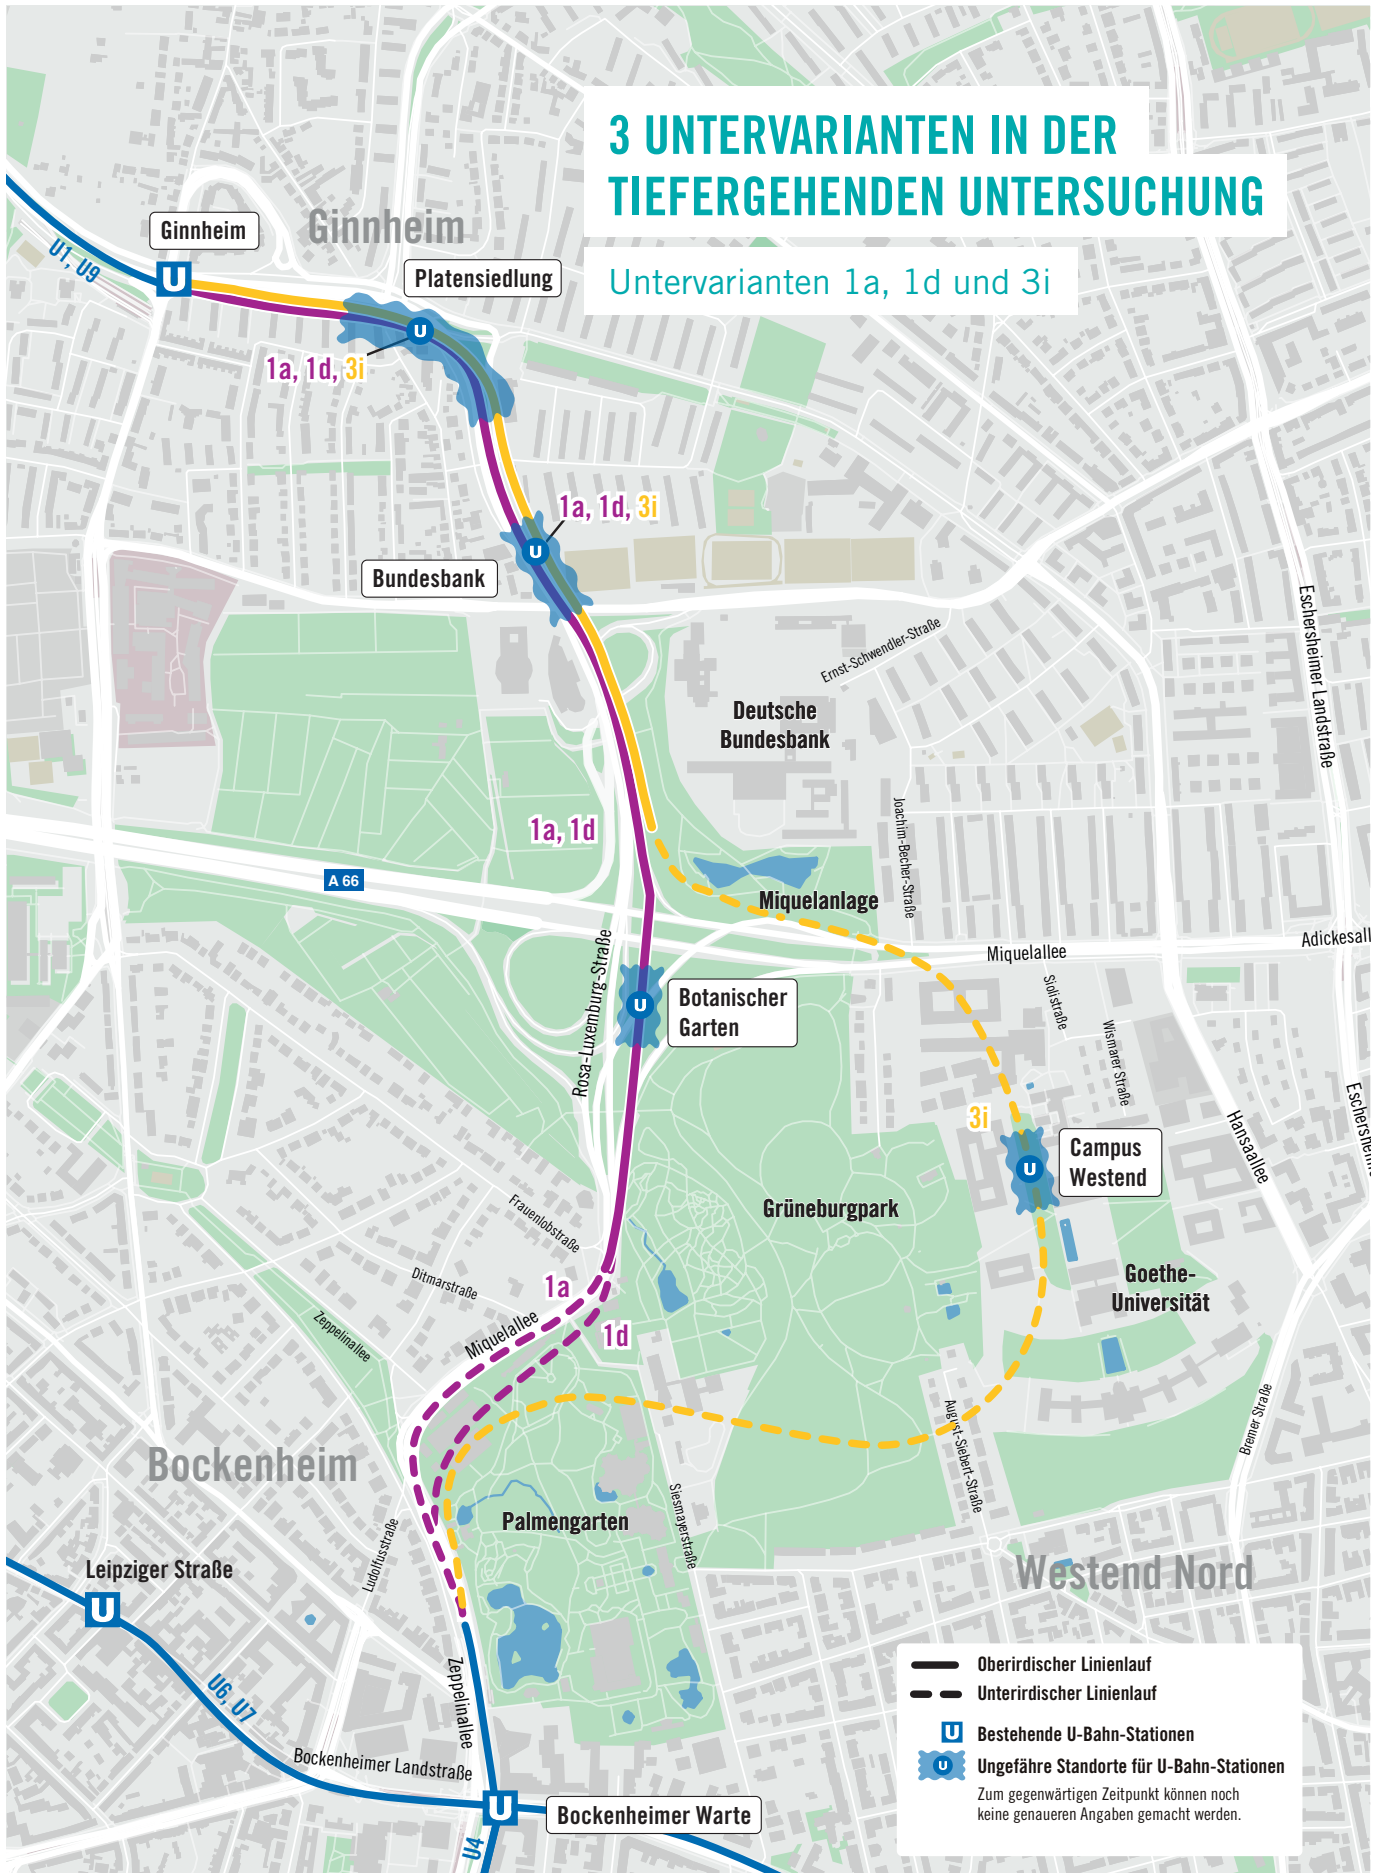 3 UNTERVARIANTEN IN DER
TIEFERGEHENDEN UNTERSUCHUNG
Untervarianten 1a, 1d und 3i
Ginnheim
Ginnheim
U1, U9
U
Platensiedlung
U
1a, 1d, 3i
1a, 1d, 3i
U
Bundesbank
Eschersheimer Landstraße
Ernst-Schwendler-Straße
Deutsche
Bundesbank
1a, 1d
Joachim-Becher-Straße
A 66
Miquelanlage
Miquelallee
Adickesall
Rosa-Luxemburg-Straße
U
Botanischer
Garten
Siolistraße
Wismarer Straße
Hansaallee
Eschersheim
3i
Campus
Westend
U
Grüneburgpark
Frauenlobstraße
Ditmarstraße
Zeppelinallee
1a
Miquelallee
1d
Goethe-
Universität
Bremer Straße
August-Siebert-Straße
Bockenheim
Siesmayerstraße
Palmengarten
Ludolfusstraße
Westend Nord
Leipziger Straße
U
U6, U7
Zeppelinallee
Bockenheimer Landstraße
U
Bockenheimer Warte
U4
Oberirdischer Linienlauf
Unterirdischer Linienlauf
U
Bestehende U-Bahn-Stationen
U
Ungefähre Standorte für U-Bahn-Stationen
Zum gegenwärtigen Zeitpunkt können noch
keine genaueren Angaben gemacht werden.